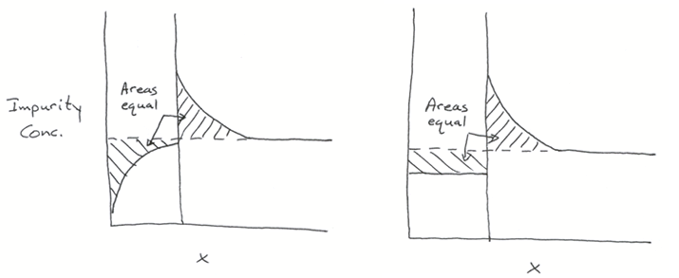 Impurity
Conc.
Areas
equal
X
Areas
equal
X